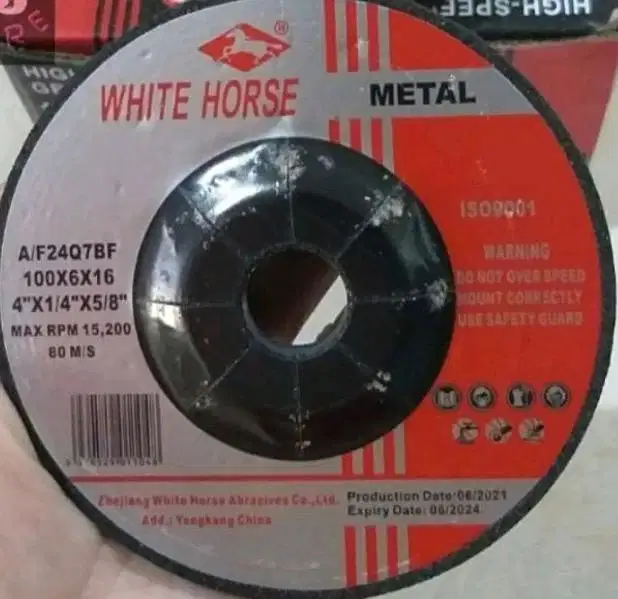 HIGH-SPEE
HIGH
GR
®
WHITE HORSE
METAL
ISO9001
A/F24Q7BF
100X6X16
4"X1/4"X5/8"
MAX RPM 15,200
80 M/S
WARNING
DO NOT OVER SPEED
MOUNT CORRECTLY
USE SAFETY GUARD
Zhejiang White Horse Abrasives Co.,Ltd.
Add.: Yongkang China
Production Date:06/2021
Expiry Date: 06/2024